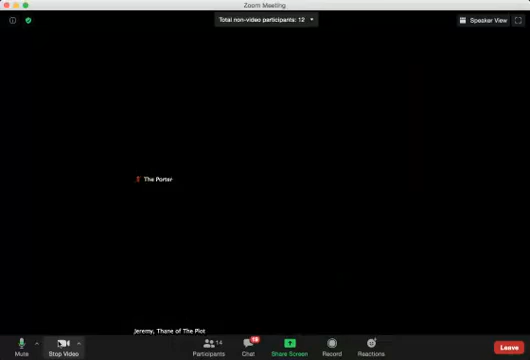 Zoom Meeting
Total non-video participants: 12
Speaker View
The Porter
Jeremy, Thane of The Plot
Mute
Stop Video
14
Participants
Chat
Share Screen
Record
Reactions
Leave